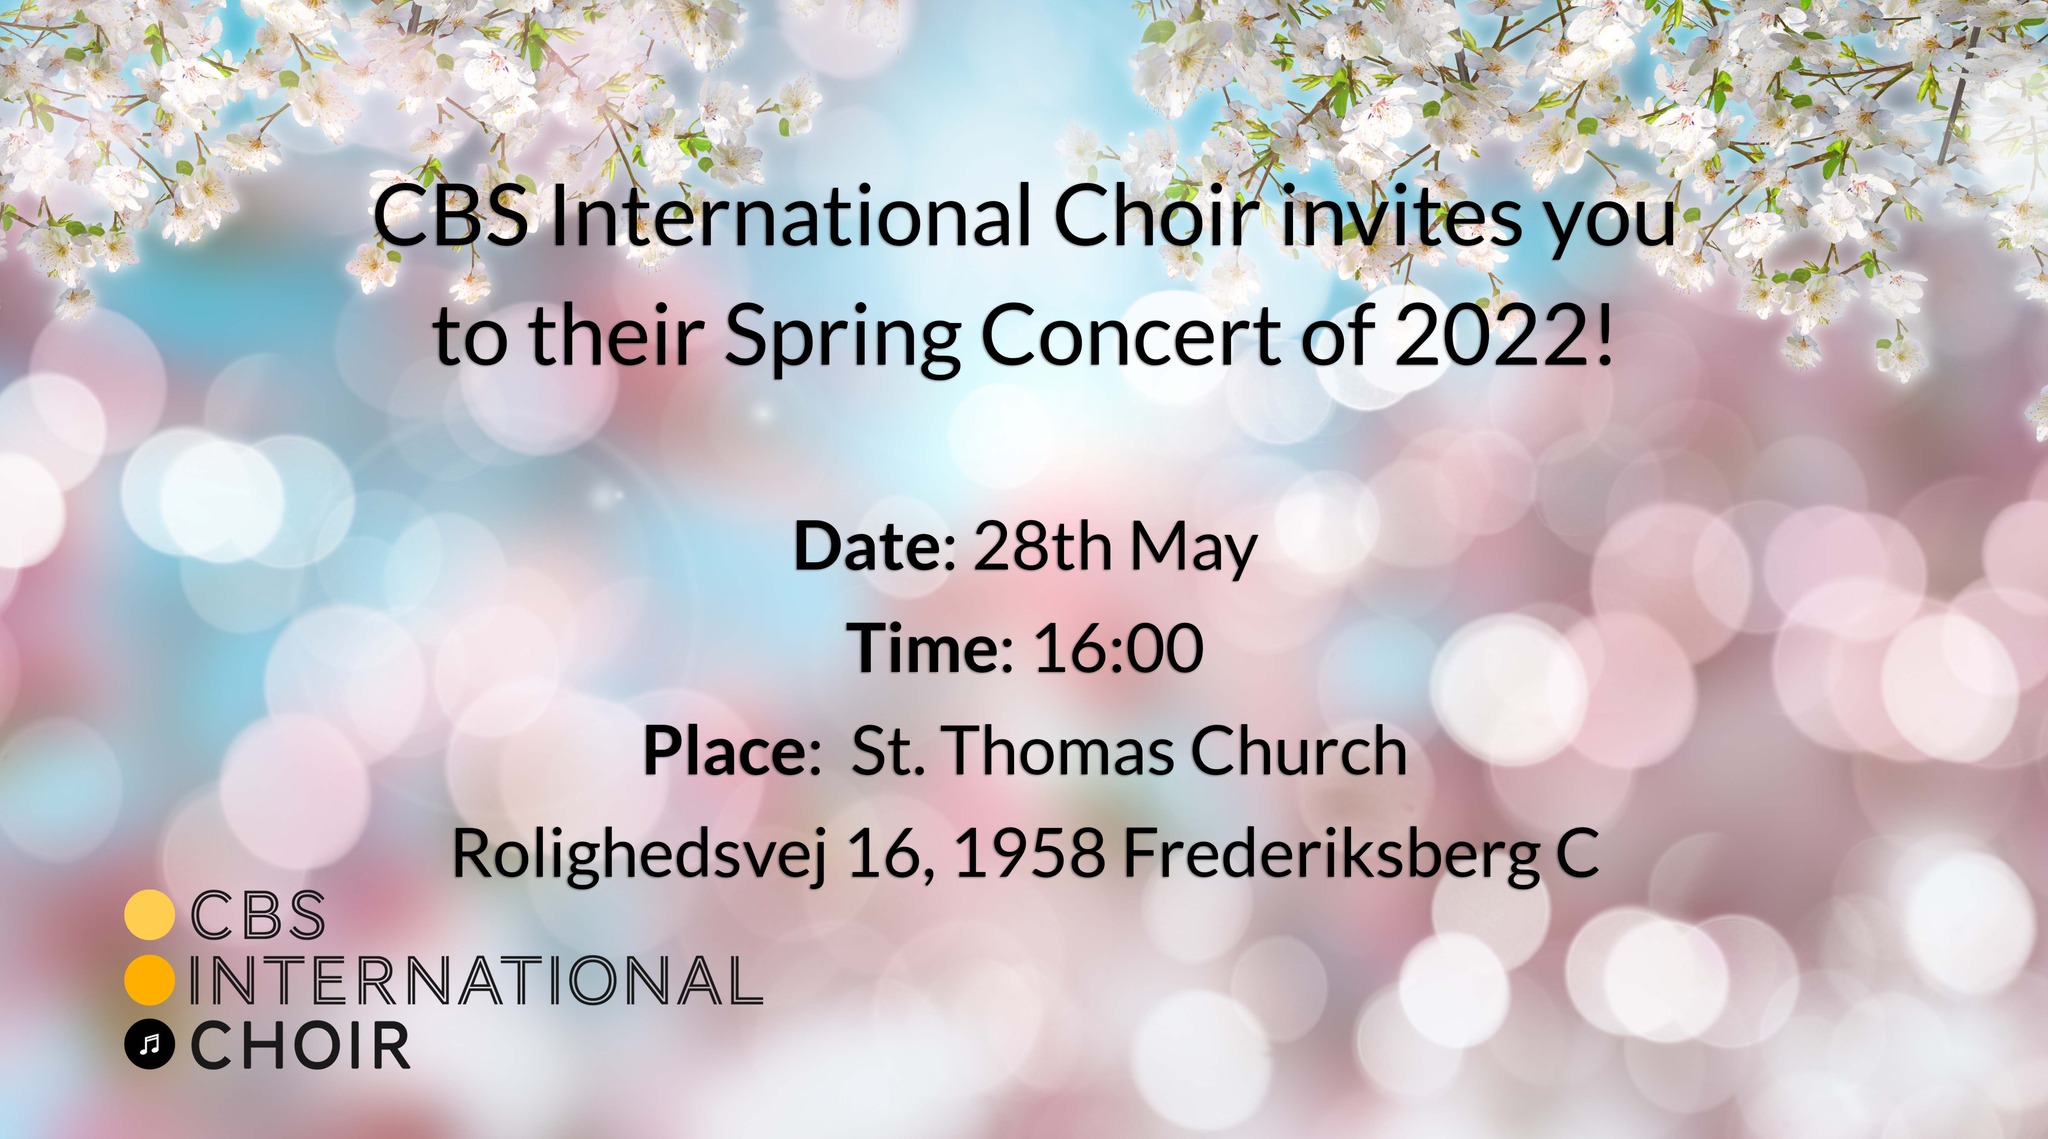 CBS International Choir invites you
to their Spring Concert of 2022!
Date: 28th May
Time: 16:00
Place: St. Thomas Church
Rolighedsvej 16, 1958 Frederiksberg C
CBS
INTERNATIONAL
CHOIR